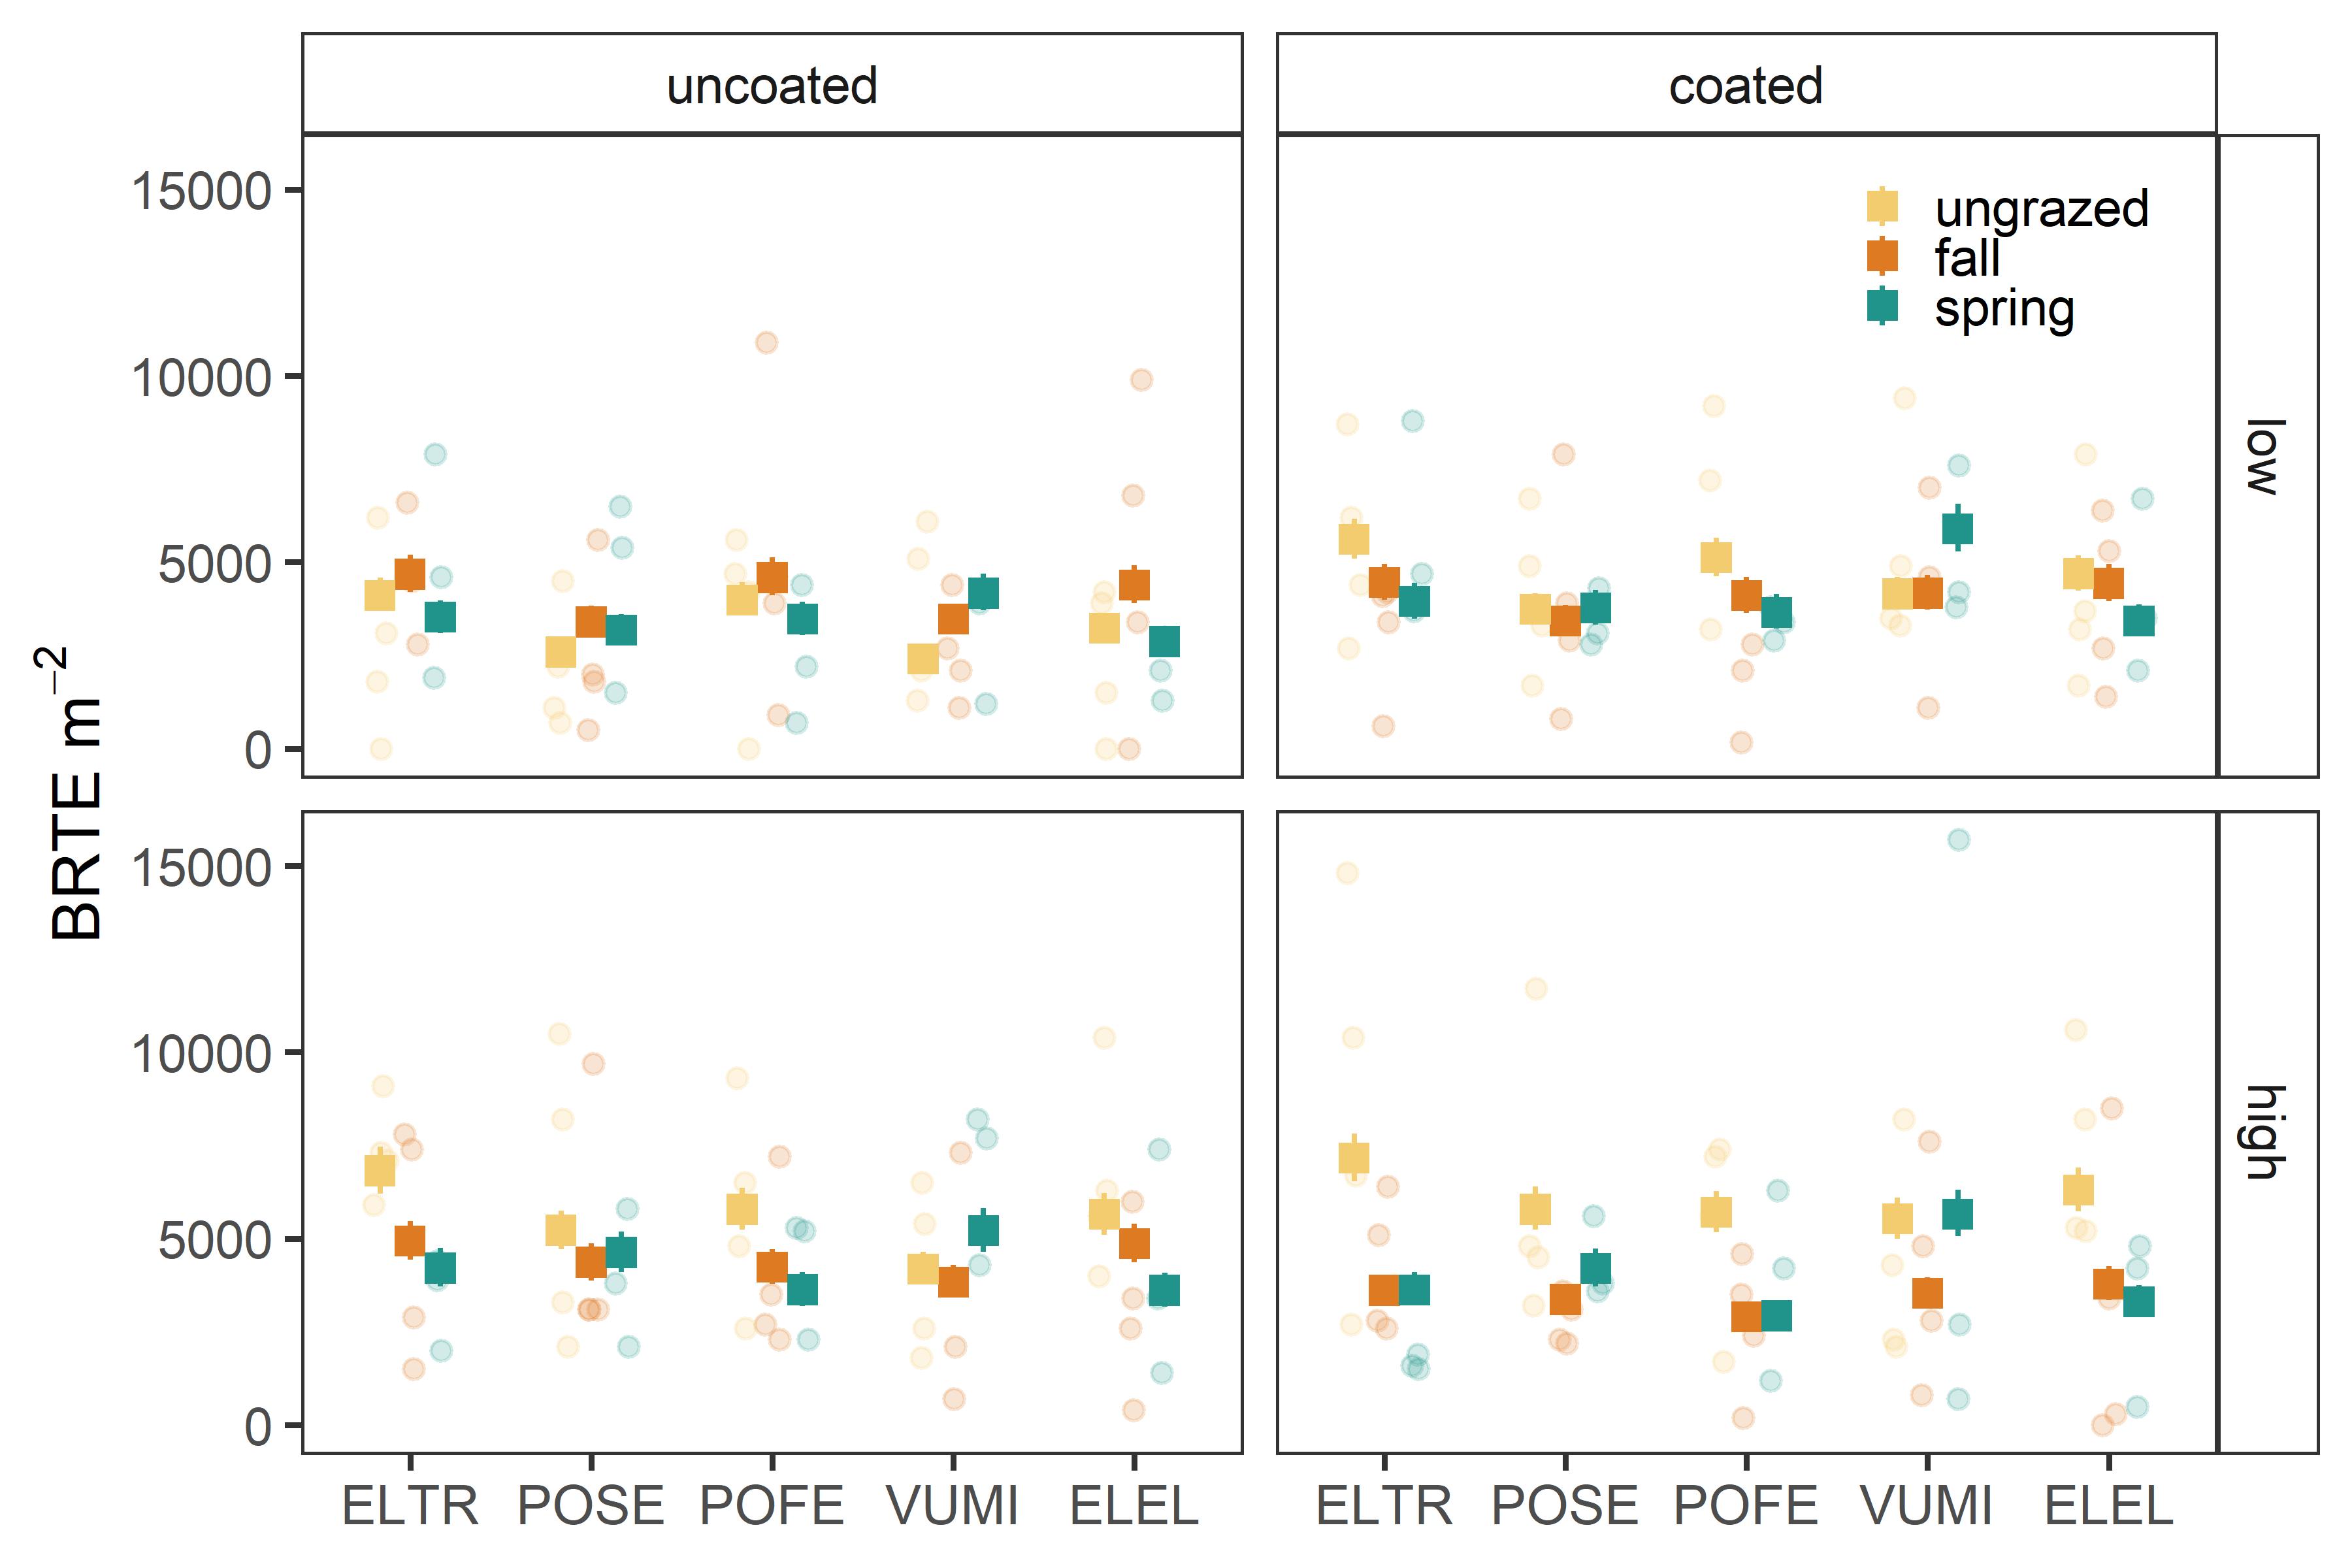 uncoated
coated
15000
10000
5000
0
ungrazed
fall
spring
low
BRTE m⁻²
15000
10000
5000
0
high
ELTR POSE POFE VUMI ELEL
ELTR POSE POFE VUMI ELEL